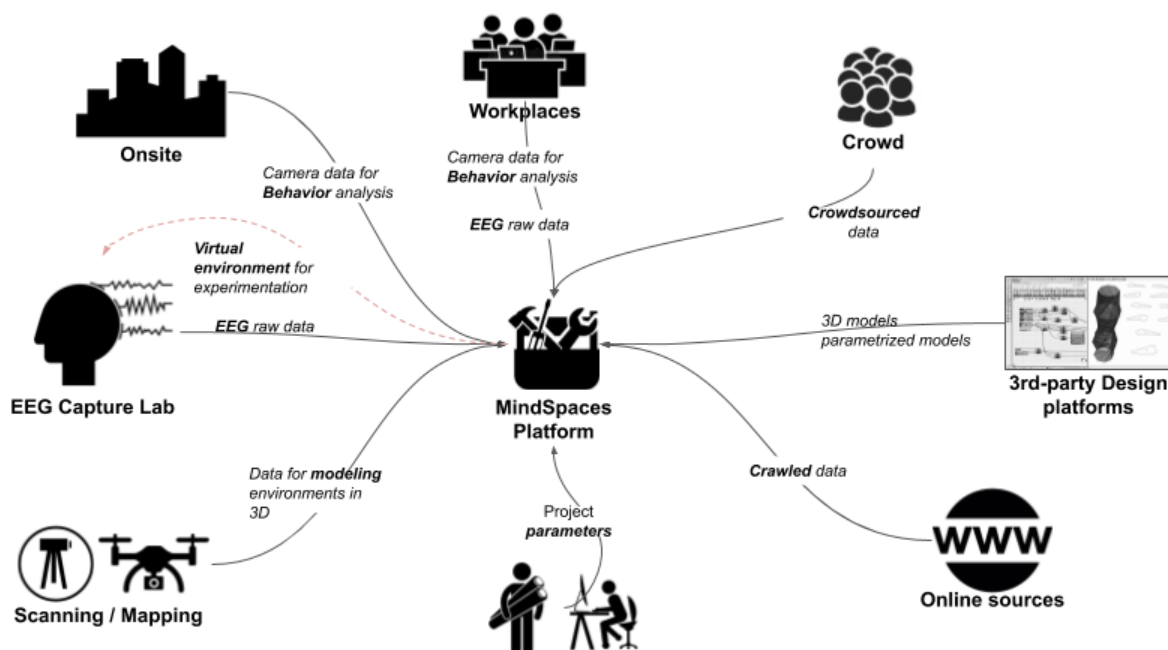 Workplaces
Onsite
Crowd
Camera data for
Behavior analysis
Camera data for
Behavior analysis
EEG raw data
Crowdsourced
data
Virtual
environment for
experimentation
EEG raw data
EEG Capture Lab
MindSpaces
Platform
3D models
parametrized models
3rd-party Design
platforms
Data for modeling
environments in
3D
Crawled data
Project
parameters
WWW
Online sources
Scanning / Mapping